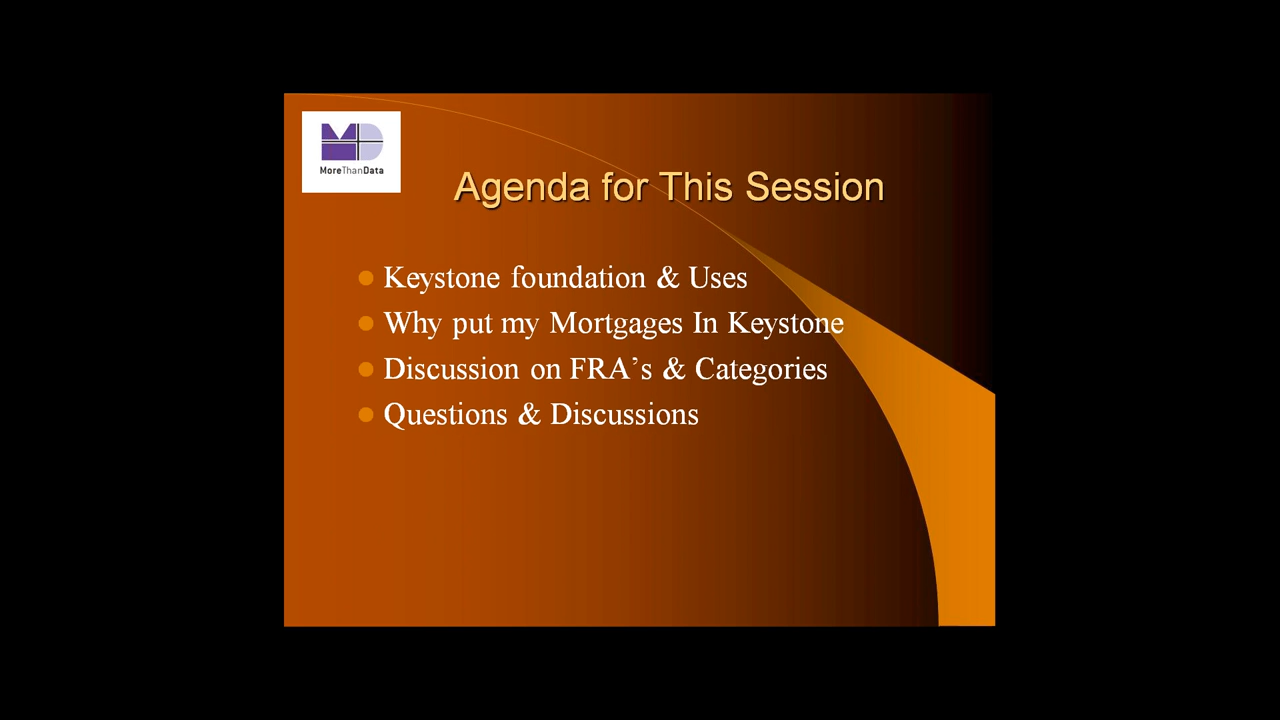 MD
MoreThanData
Agenda for This Session
Keystone foundation & Uses
Why put my Mortgages In Keystone
Discussion on FRA’s & Categories
Questions & Discussions